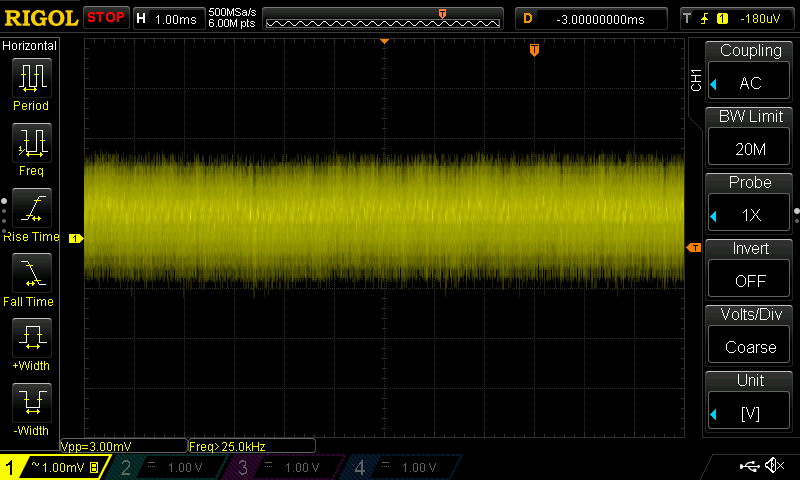 RIGOL STOP H 1.00ms 500MSa/s 6.00M pts D -3.00000000ms T 1 -180uV
Horizontal
Period
Freq
Rise Time
Fall Time
+Width
-Width
T
T
1
T
CH1
Coupling
AC
BW Limit
20M
Probe
1X
Invert
OFF
Volts/Div
Coarse
Unit
[V]
Vpp=3.00mV Freq>25.0kHz
1 ~ 1.00mV B 2 1.00 V 3 1.00 V 4 1.00 V